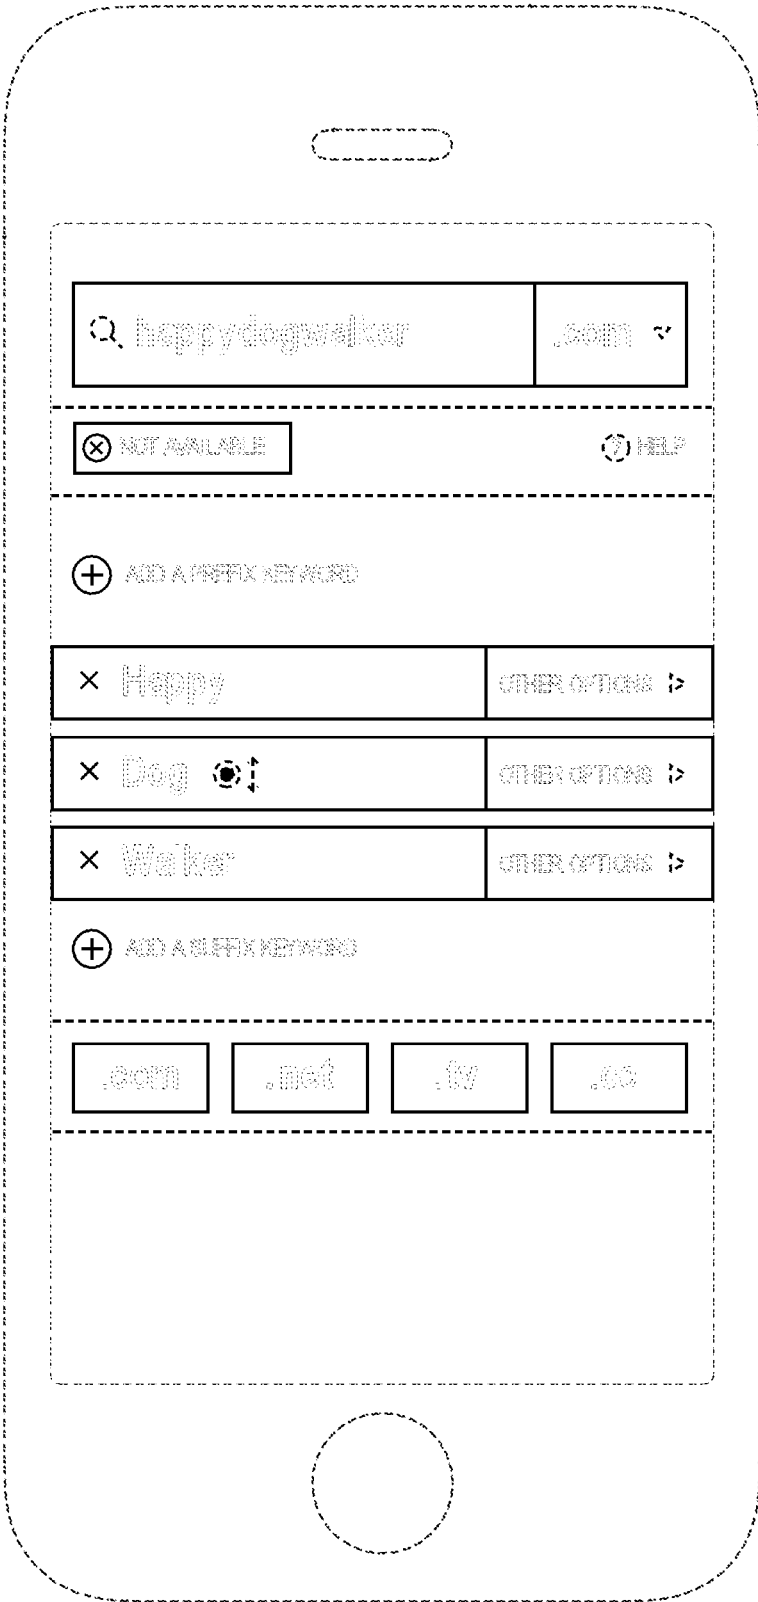 happydogwalker .com
NOT AVAILABLE ? HELP
ADD A PREFIX KEYWORD
Happy OTHER OPTIONS
Dog OTHER OPTIONS
Walker OTHER OPTIONS
ADD A SUFFIX KEYWORD
.com .net .tv .co